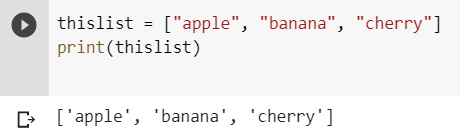 thislist = ["apple", "banana", "cherry"]
print(thislist)
['apple', 'banana', 'cherry']